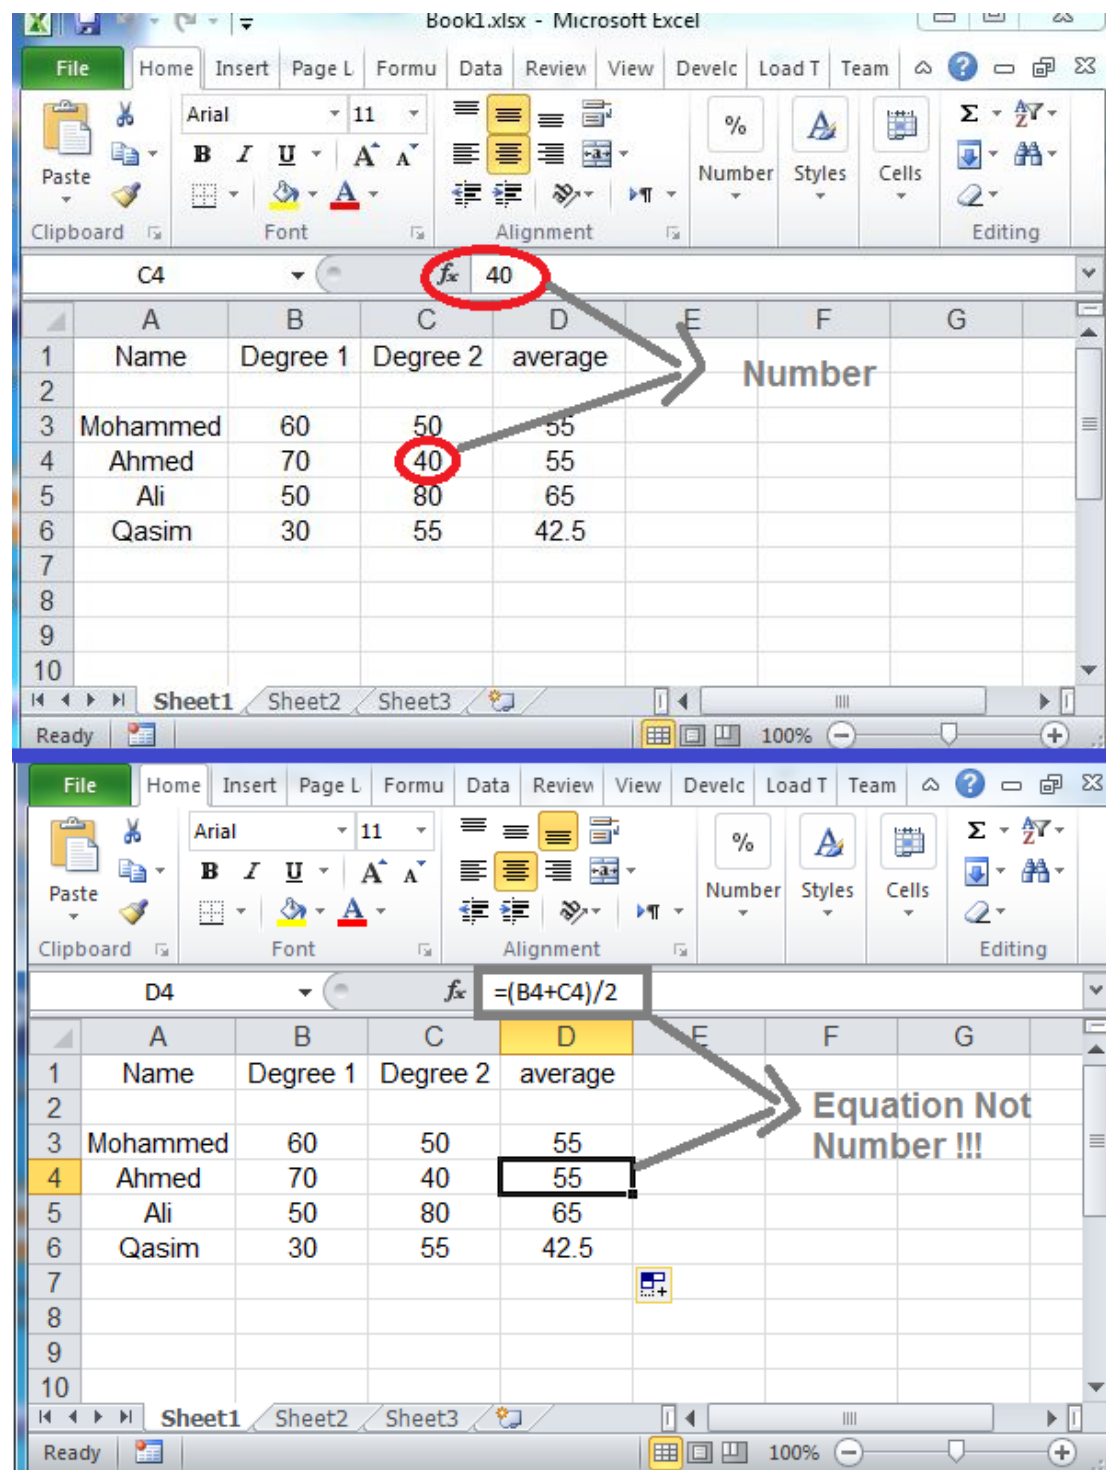 Book1.xlsx - Microsoft Excel
File Home Insert Page L Formu Data Review View Develc Load T Team
Arial 11 % A Σ A Z
Paste B I U A A Number Styles Cells
A
Clipboard Font Alignment Editing
C4 fx 40
A B C D E F G
1 Name Degree 1 Degree 2 average
Number
2
3 Mohammed 60 50 55
4 Ahmed 70 40 55
5 Ali 50 80 65
6 Qasim 30 55 42.5
7
8
9
10
Sheet1 Sheet2 Sheet3
Ready 100%
File Home Insert Page L Formu Data Review View Develc Load T Team
Arial 11 % A Σ A Z
Paste B I U A A Number Styles Cells
A
Clipboard Font Alignment Editing
D4 fx =(B4+C4)/2
A B C D E F G
1 Name Degree 1 Degree 2 average
2
Equation Not
Number !!!
3 Mohammed 60 50 55
4 Ahmed 70 40 55
5 Ali 50 80 65
6 Qasim 30 55 42.5
7
8
9
10
Sheet1 Sheet2 Sheet3
Ready 100%